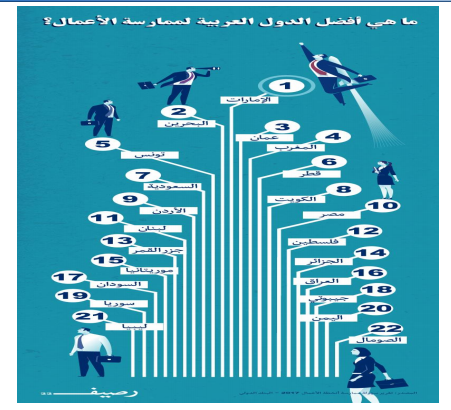 ما هي أفضل الدول العربية لممارسة الأعمال؟
1
الإمارات
2
البحرين
3
عمان
4
المغرب
5
تونس
6
قطر
7
السعودية
8
الكويت
9
الأردن
10
مصر
11
لبنان
12
فلسطين
13
جزر القمر
14
الجزائر
15
موريتانيا
16
العراق
17
السودان
18
جيبوتي
19
سوريا
20
اليمن
21
ليبيا
22
الصومال
رصيف22